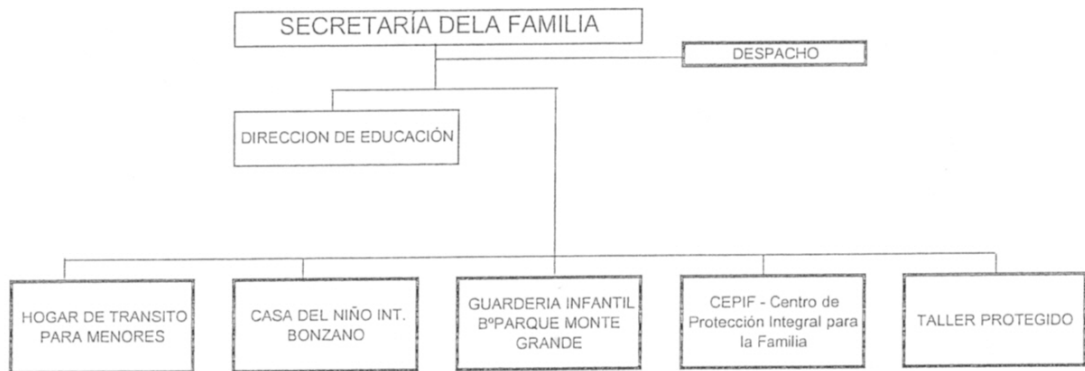 SECRETARÍA DELA FAMILIA
DESPACHO
DIRECCION DE EDUCACIÓN
HOGAR DE TRANSITO
PARA MENORES
CASA DEL NIÑO INT.
BONZANO
GUARDERIA INFANTIL
BºPARQUE MONTE
GRANDE
CEPIF - Centro de
Protección Integral para
la Familia
TALLER PROTEGIDO